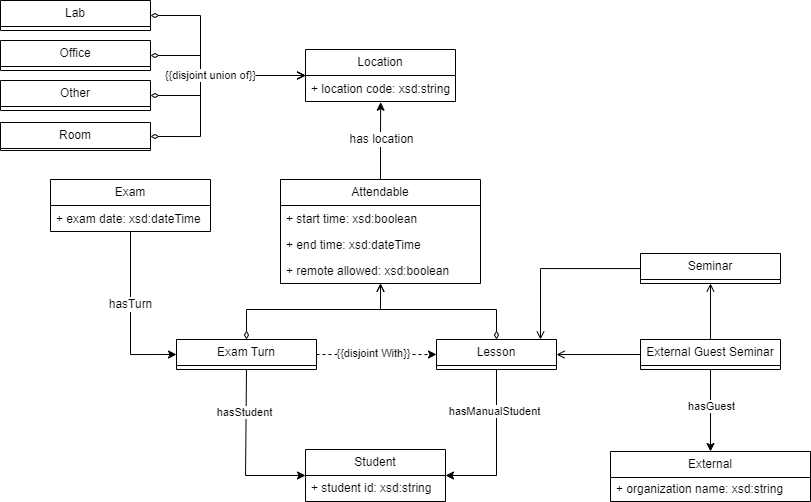 Lab
Office
Other
Room
{{disjoint union of}}
Location
+ location code: xsd:string
has location
Exam
+ exam date: xsd:dateTime
Attendable
+ start time: xsd:boolean
+ end time: xsd:dateTime
+ remote allowed: xsd:boolean
Seminar
hasTurn
Exam Turn
{{disjoint With}}
Lesson
External Guest Seminar
hasStudent
hasManualStudent
hasGuest
Student
+ student id: xsd:string
External
+ organization name: xsd:string